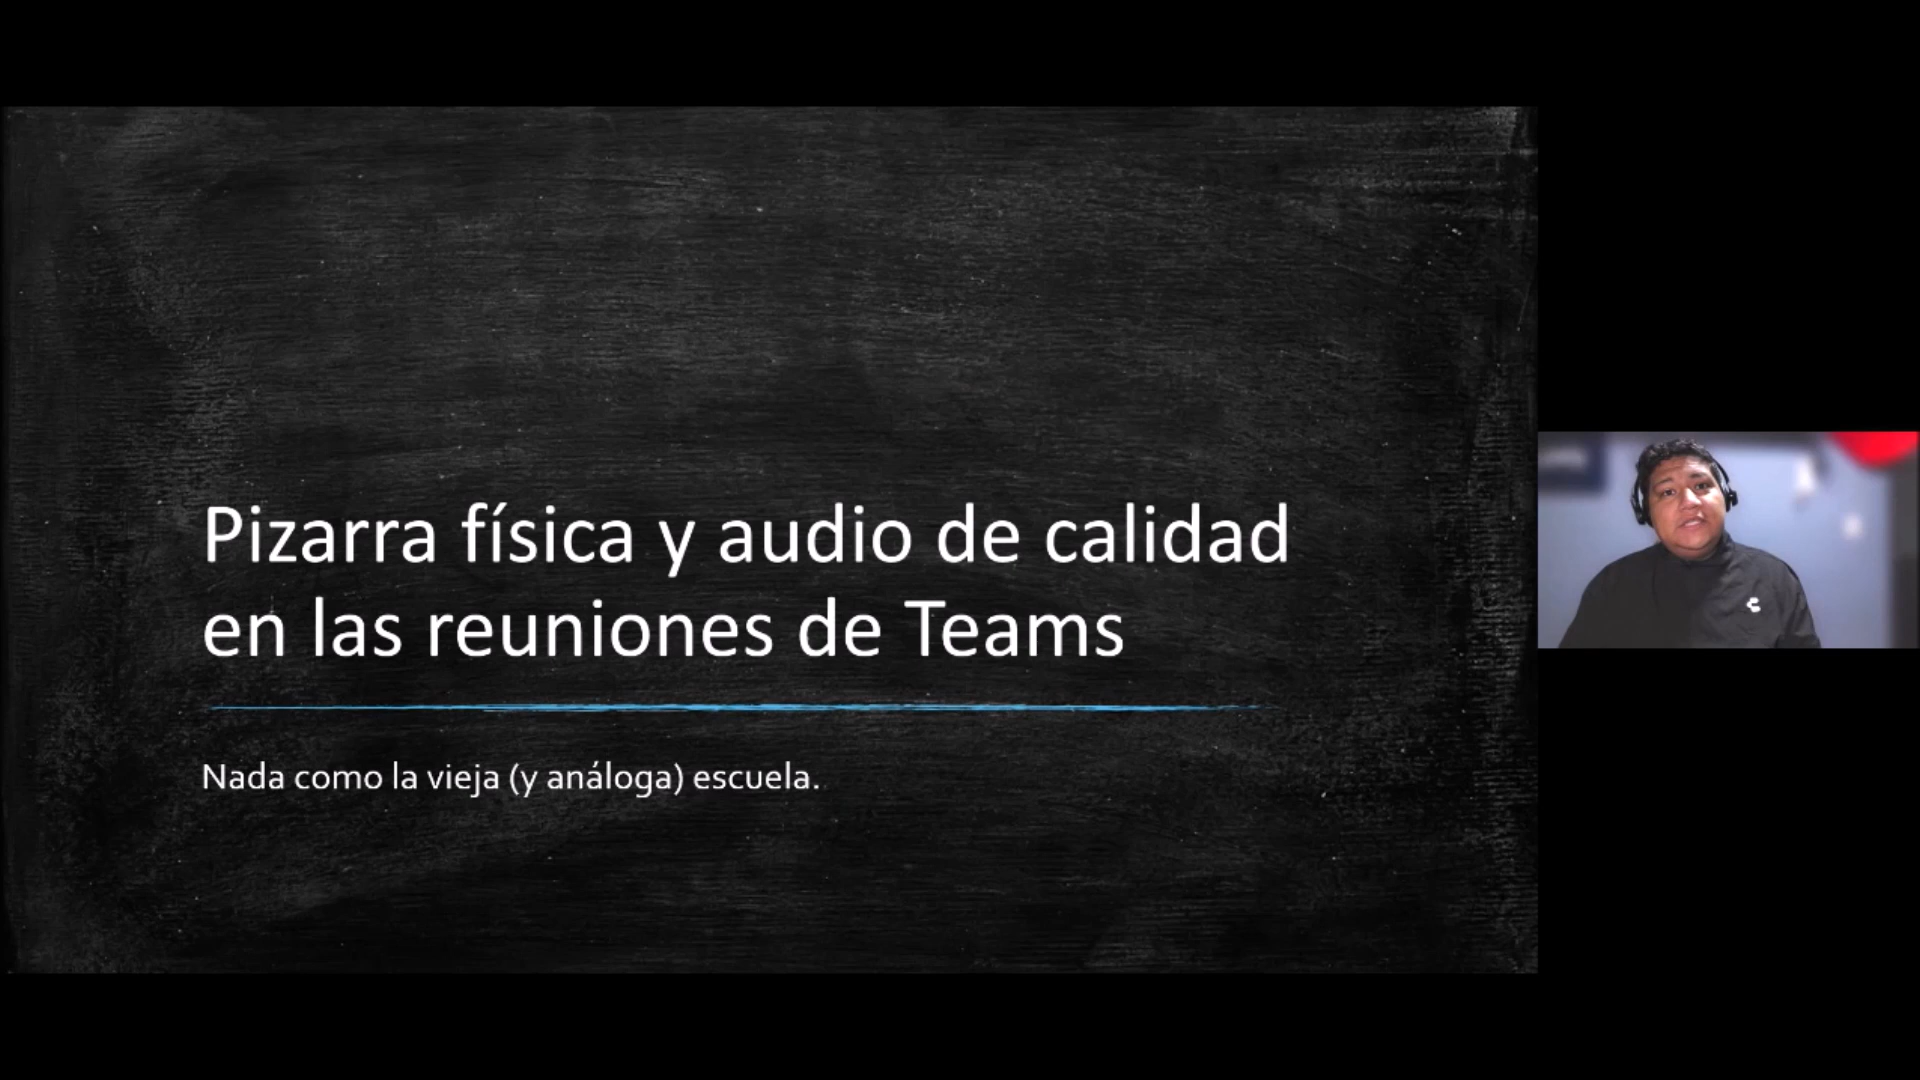 Pizarra física y audio de calidad
en las reuniones de Teams
Nada como la vieja (y análoga) escuela.